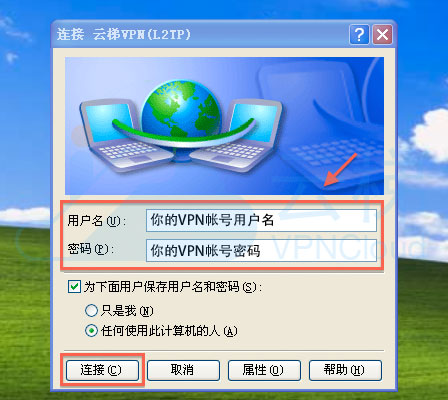 连接 云梯VPN(L2TP)
用户名(U): 你的VPN帐号用户名
密码(P): 你的VPN帐号密码
云梯
VPNCloud
为下面用户保存用户名和密码(S):
只是我(N)
任何使用此计算机的人(A)
连接(C) 取消 属性(O) 帮助(H)